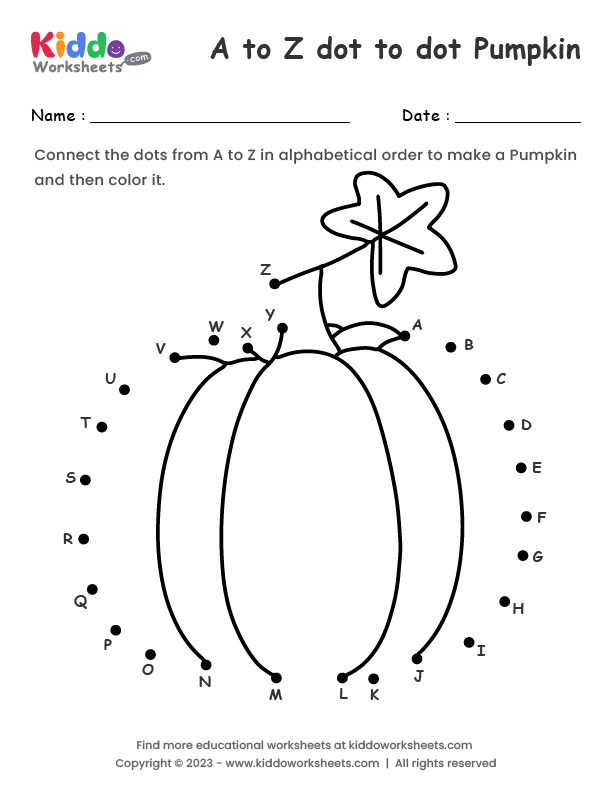 Kiddo
Worksheets.com
A to Z dot to dot Pumpkin
Name :
Date :
Connect the dots from A to Z in alphabetical order to make a Pumpkin
and then color it.
Z
Y
A
W
X
V
B
U
C
T
D
E
S
F
R
G
Q
H
P
I
O
N
M
L
K
J
Find more educational worksheets at kiddoworksheets.com
Copyright © 2023 - www.kiddoworksheets.com | All rights reserved